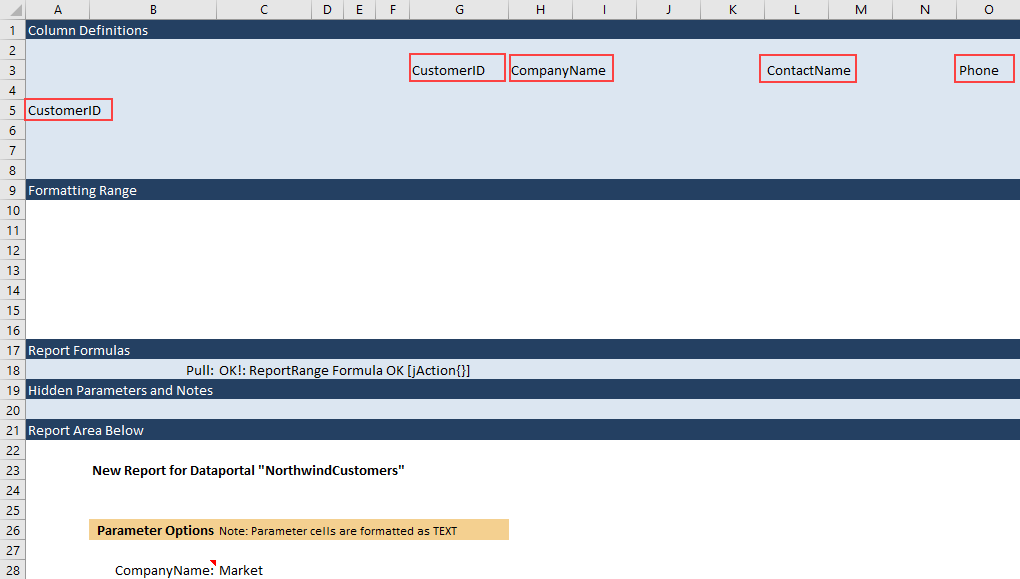 A B C D E F G H I J K L M N O
1 Column Definitions
2
3 CustomerID CompanyName ContactName Phone
4
5 CustomerID
6
7
8
9 Formatting Range
10
11
12
13
14
15
16
17 Report Formulas
18 Pull: OK!: ReportRange Formula OK [jAction{}]
19 Hidden Parameters and Notes
20
21 Report Area Below
22
23 New Report for Dataportal "NorthwindCustomers"
24
25
26 Parameter Options Note: Parameter cells are formatted as TEXT
27
28 CompanyName: Market